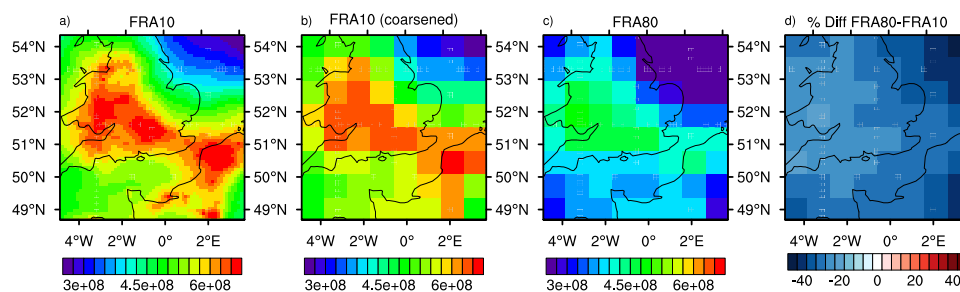 a) FRA10
b) FRA10 (coarsened)
c) FRA80
d) % Diff FRA80-FRA10
54°N 54°N 54°N 54°N
53°N 53°N 53°N 53°N
52°N 52°N 52°N 52°N
51°N 51°N 51°N 51°N
50°N 50°N 50°N 50°N
49°N 49°N 49°N 49°N
4°W 2°W 0° 2°E 4°W 2°W 0° 2°E 4°W 2°W 0° 2°E 4°W 2°W 0° 2°E
3e+08 4.5e+08 6e+08 3e+08 4.5e+08 6e+08 3e+08 4.5e+08 6e+08 -40 -20 0 20 40